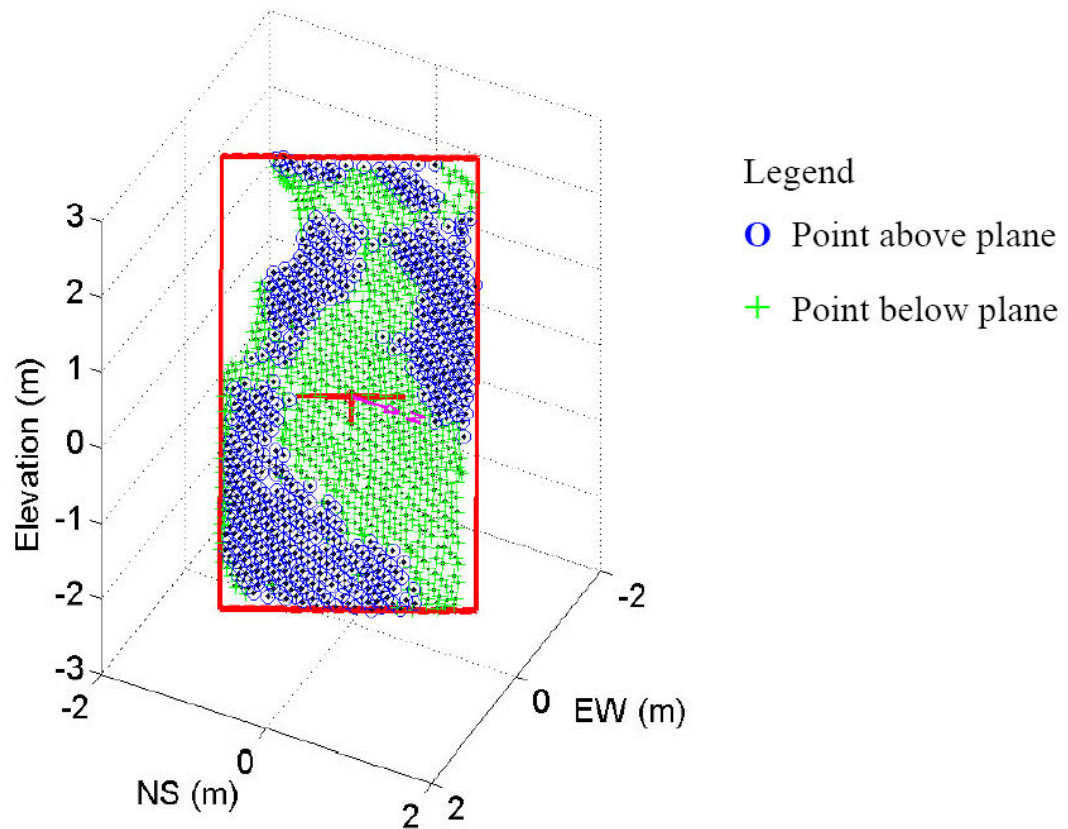 Legend
O Point above plane
+ Point below plane
3
2
1
0
-1
-2
-3
Elevation (m)
-2
0
2
NS (m)
2
0
-2
EW (m)